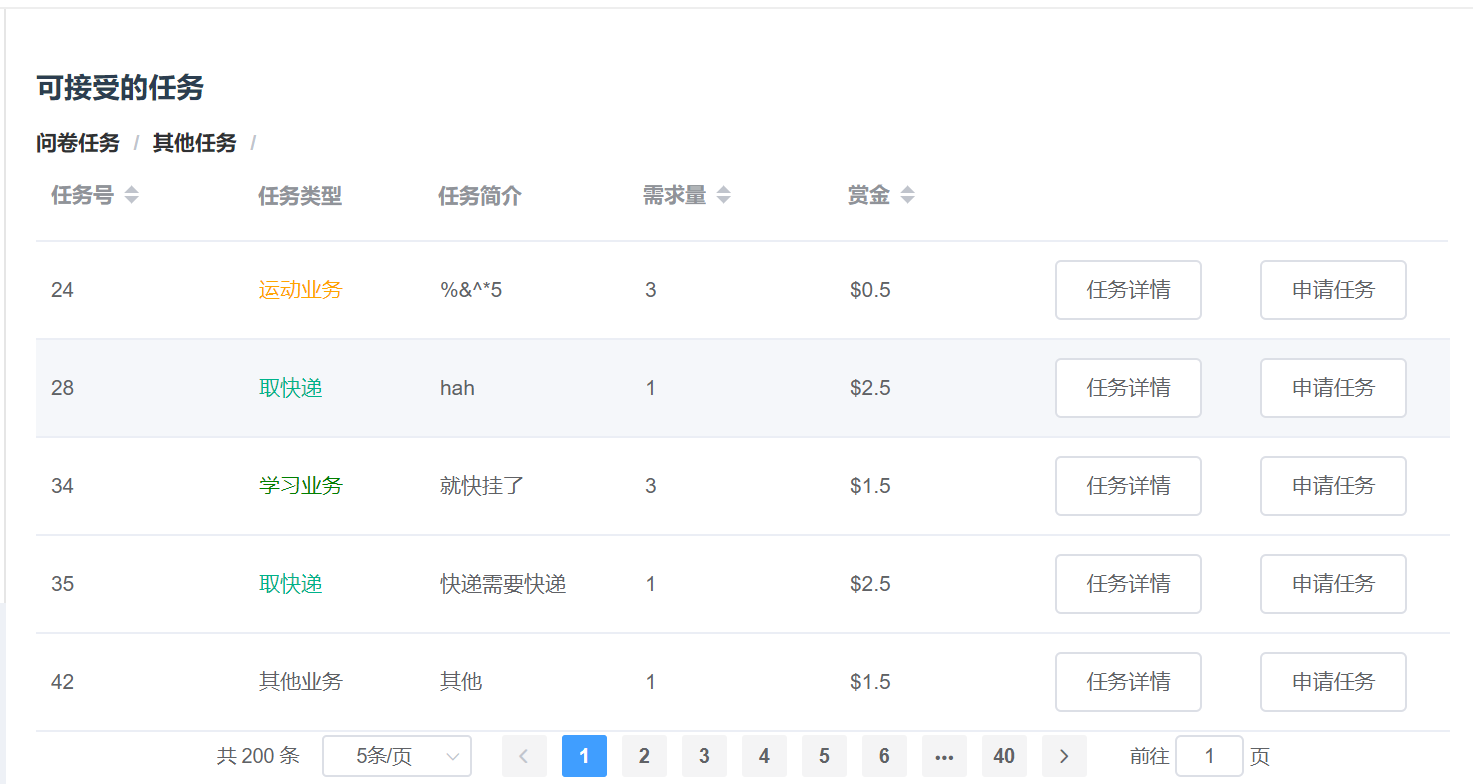 可接受的任务
问卷任务 / 其他任务 /
任务号 任务类型 任务简介 需求量 赏金
24 运动业务 %&^*5 3 $0.5 任务详情 申请任务
28 取快递 hah 1 $2.5 任务详情 申请任务
34 学习业务 就快挂了 3 $1.5 任务详情 申请任务
35 取快递 快递需要快递 1 $2.5 任务详情 申请任务
42 其他业务 其他 1 $1.5 任务详情 申请任务
共 200 条 5条/页 1 2 3 4 5 6 ... 40 前往 1 页